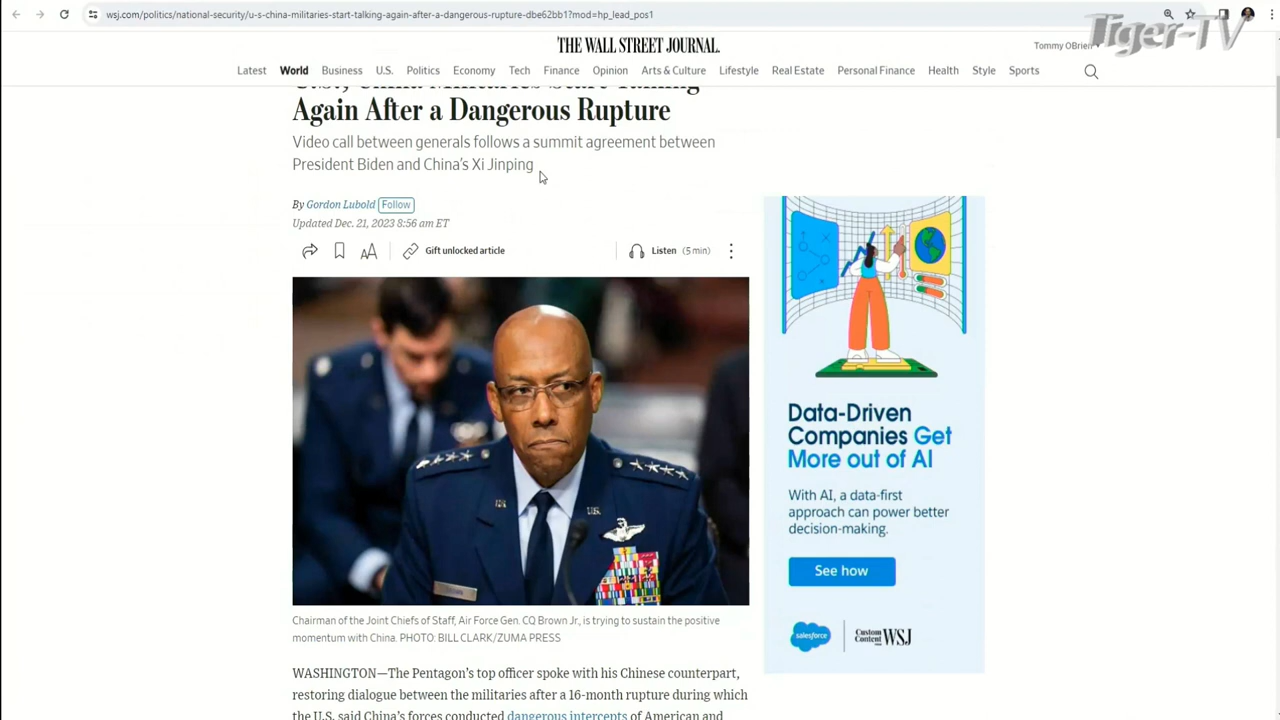 wsj.com/politics/national-security/u-s-china-militaries-start-talking-again-after-a-dangerous-rupture-dbe62bb1?mod=hp_lead_pos1
Tiger-TV
THE WALL STREET JOURNAL.
Tommy OBrien
Latest World Business U.S. Politics Economy Tech Finance Opinion Arts & Culture Lifestyle Real Estate Personal Finance Health Style Sports
Again After a Dangerous Rupture
Video call between generals follows a summit agreement between
President Biden and China's Xi Jinping
By Gordon Lubold Follow
Updated Dec. 21, 2023 8:56 am ET
AA Gift unlocked article Listen (5 min)
U.S.
Chairman of the Joint Chiefs of Staff, Air Force Gen. CQ Brown Jr., is trying to sustain the positive
momentum with China. PHOTO: BILL CLARK/ZUMA PRESS
WASHINGTON—The Pentagon's top officer spoke with his Chinese counterpart,
restoring dialogue between the militaries after a 16-month rupture during which
the U.S. said China's forces conducted dangerous intercepts of American and
Data-Driven
Companies Get
More out of AI
With AI, a data-first
approach can power better
decision-making.
See how
salesforce
Custom
Content
from WSJ